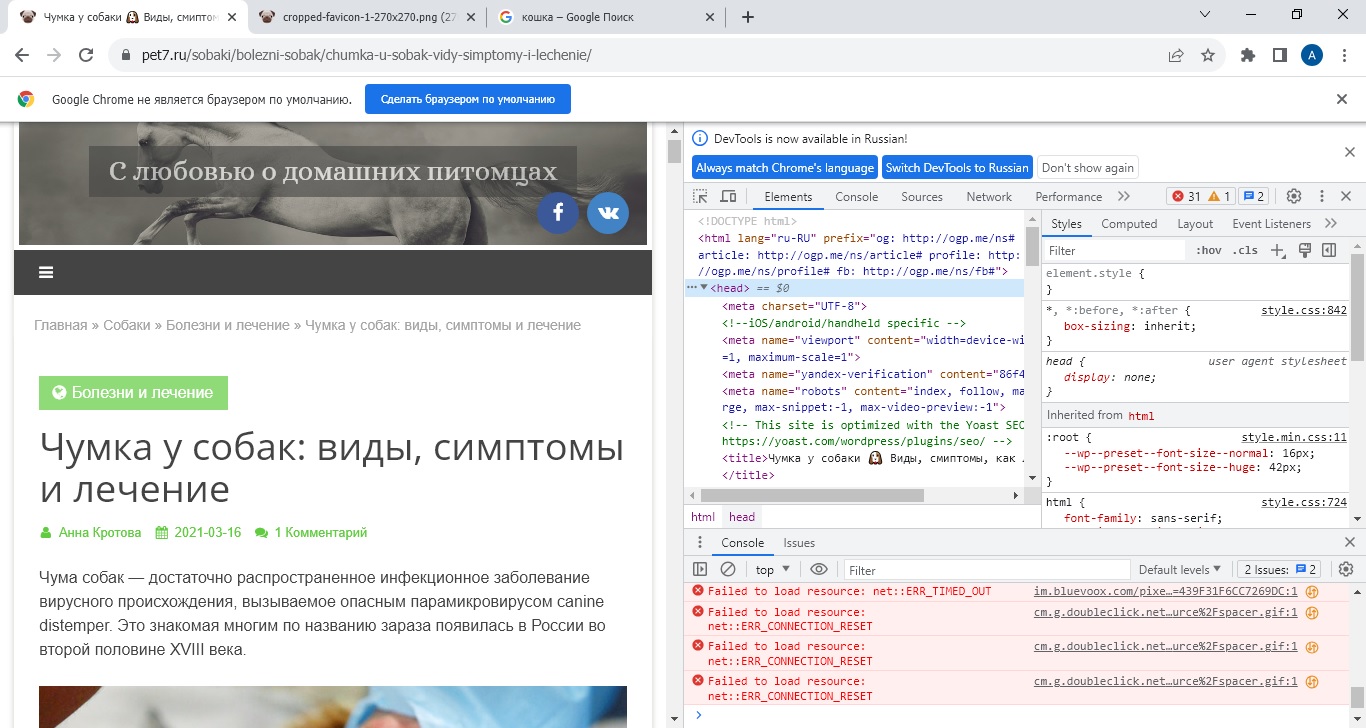 Чумка у собаки Виды, смиптом
cropped-favicon-1-270x270.png (27
кошка – Google Поиск
pet7.ru/sobaki/bolezni-sobak/chumka-u-sobak-vidy-simptomy-i-lechenie/
A
Google Chrome не является браузером по умолчанию.
Сделать браузером по умолчанию
С любовью о домашних питомцах
Главная » Собаки » Болезни и лечение » Чумка у собак: виды, симптомы и лечение
Болезни и лечение
Чумка у собак: виды, симптомы
и лечение
Анна Кротова 2021-03-16 1 Комментарий
Чума собак — достаточно распространенное инфекционное заболевание
вирусного происхождения, вызываемое опасным парамикровирусом canine
distemper. Это знакомая многим по названию зараза появилась в России во
второй половине XVIII века.
DevTools is now available in Russian!
Always match Chrome's language
Switch DevTools to Russian
Don't show again
Elements Console Sources Network Performance » 31 1 2
<!DOCTYPE html>
<html lang="ru-RU" prefix="og: http://ogp.me/ns#
article: http://ogp.me/ns/article# profile: http:
//ogp.me/ns/profile# fb: http://ogp.me/ns/fb#">
<head> == $0
<meta charset="UTF-8">
<!--iOS/android/handheld specific -->
<meta name="viewport" content="width=device-wi
=1, maximum-scale=1">
<meta name="yandex-verification" content="86f4
<meta name="robots" content="index, follow, ma
rge, max-snippet:-1, max-video-preview:-1">
<!-- This site is optimized with the Yoast SEO
https://yoast.com/wordpress/plugins/seo/ -->
<title>Чумка у собаки Виды, смиптомы, как
</title>
html head
Styles Computed Layout Event Listeners »
Filter :hov .cls
element.style {
}
*, *:before, *:after { style.css:842
box-sizing: inherit;
}
head { user agent stylesheet
display: none;
}
Inherited from html
:root { style.min.css:11
--wp--preset--font-size--normal: 16px;
--wp--preset--font-size--huge: 42px;
}
html { style.css:724
font-family: sans-serif;
Console Issues
top Filter Default levels 2 Issues: 2
Failed to load resource: net::ERR_TIMED_OUT im.bluevoox.com/pixe…=439F31F6CC7269DC:1
Failed to load resource: cm.g.doubleclick.net…urce%2Fspacer.gif:1
net::ERR_CONNECTION_RESET
Failed to load resource: cm.g.doubleclick.net…urce%2Fspacer.gif:1
net::ERR_CONNECTION_RESET
Failed to load resource: cm.g.doubleclick.net…urce%2Fspacer.gif:1
net::ERR_CONNECTION_RESET